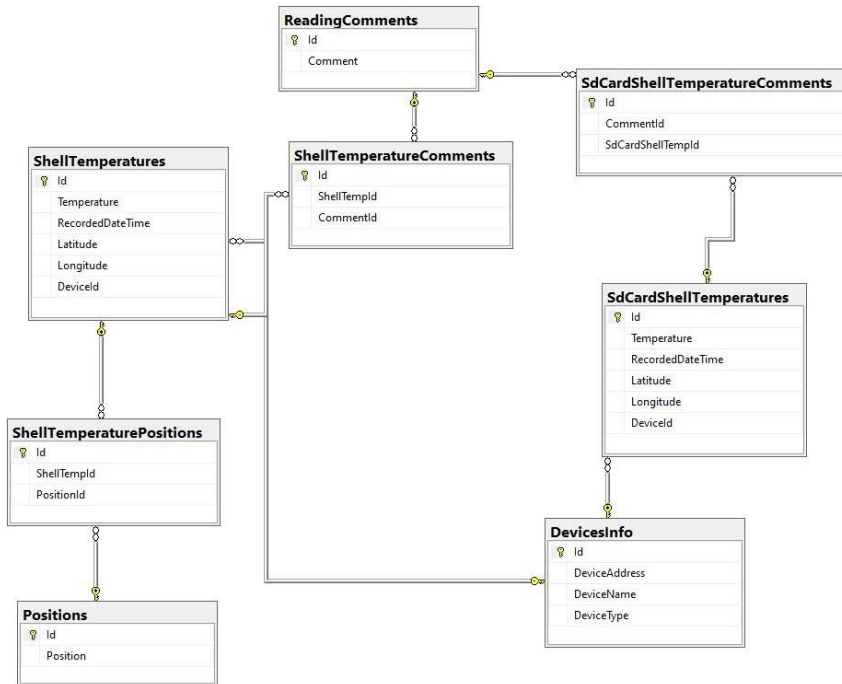 ReadingComments
Id
Comment
SdCardShellTemperatureComments
Id
CommentId
SdCardShellTempId
ShellTemperatureComments
Id
ShellTempId
CommentId
ShellTemperatures
Id
Temperature
RecordedDateTime
Latitude
Longitude
DeviceId
SdCardShellTemperatures
Id
Temperature
RecordedDateTime
Latitude
Longitude
DeviceId
ShellTemperaturePositions
Id
ShellTempId
PositionId
DevicesInfo
Id
DeviceAddress
DeviceName
DeviceType
Positions
Id
Position